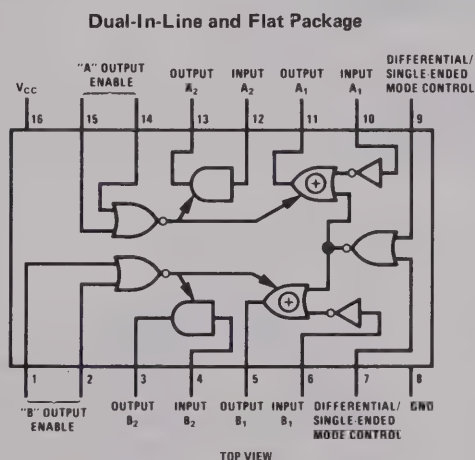 Dual-In-Line and Flat Package
VCC
"A" OUTPUT
ENABLE
OUTPUT
A2
INPUT
A2
OUTPUT
A1
INPUT
A1
DIFFERENTIAL/
SINGLE-ENDED
MODE CONTROL
16
15
14
13
12
11
10
9
1
2
3
4
5
6
7
8
"B" OUTPUT
ENABLE
OUTPUT
B2
INPUT
B2
OUTPUT
B1
INPUT
B1
DIFFERENTIAL/
SINGLE-ENDED
MODE CONTROL
GND
TOP VIEW